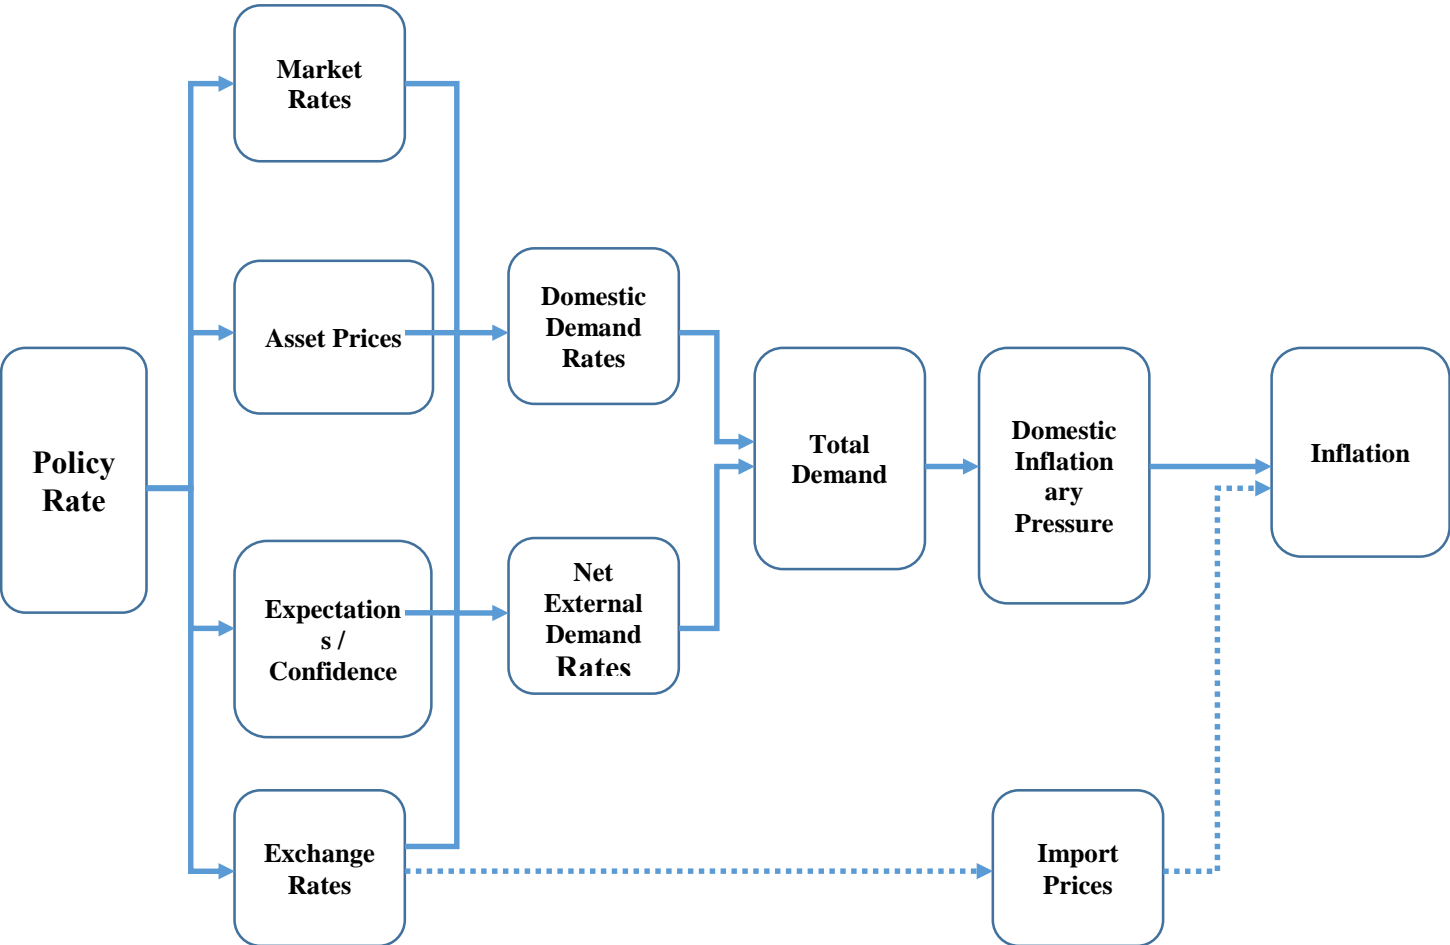 Market
Rates
Asset Prices
Domestic
Demand
Rates
Policy
Rate
Total
Demand
Domestic
Inflation
ary
Pressure
Inflation
Expectation
s /
Confidence
Net
External
Demand
Rates
Exchange
Rates
Import
Prices